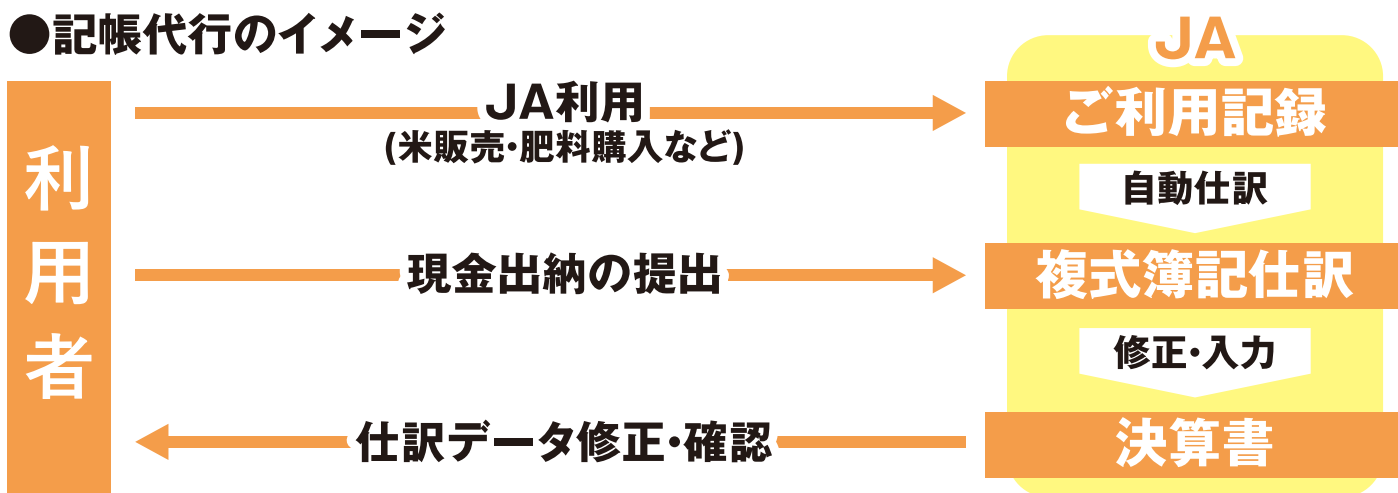 ●記帳代行のイメージ
JA
利用者
JA利用
(米販売・肥料購入など)
ご利用記録
自動仕訳
現金出納の提出
複式簿記仕訳
修正・入力
仕訳データ修正・確認
決算書